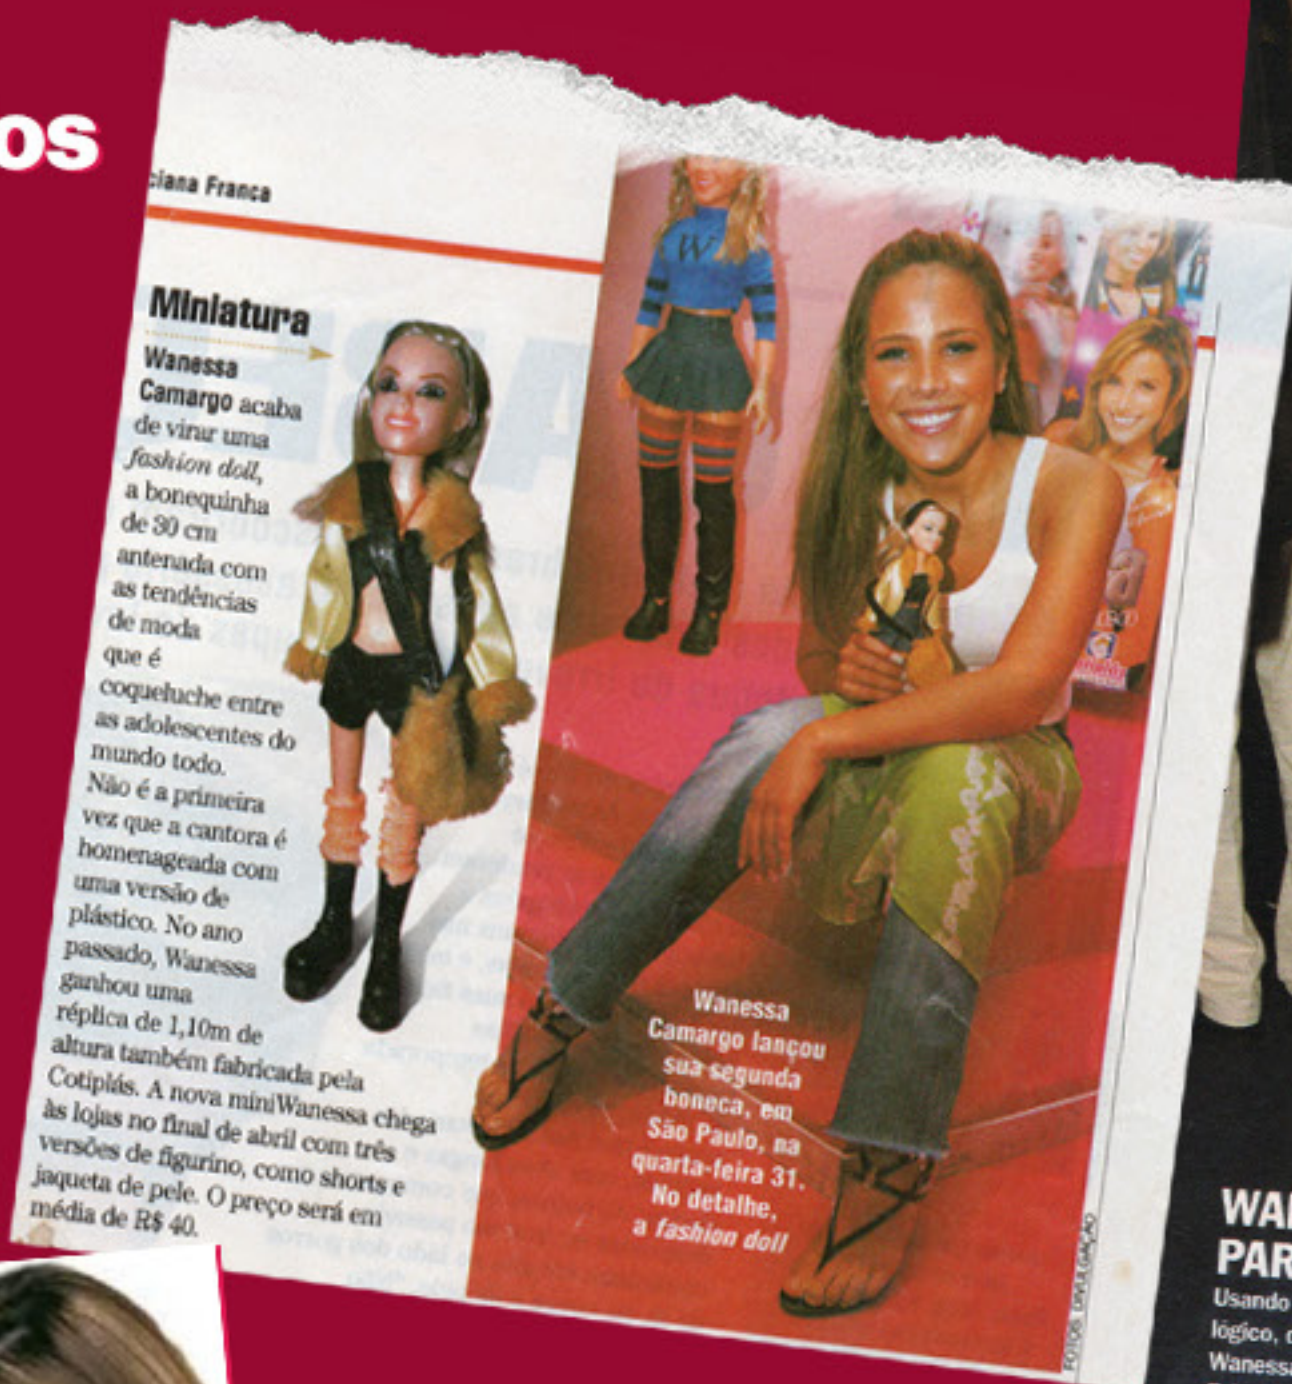 os
ciana Franca
Miniatura
Wanessa
Camargo acaba
de virar uma
fashion doll,
a bonequinha
de 30 cm
antenada com
as tendências
de moda
que é
coqueluche entre
as adolescentes do
mundo todo.
Não é a primeira
vez que a cantora é
homenageada com
uma versão de
plástico. No ano
passado, Wanessa
ganhou uma
réplica de 1,10m de
altura também fabricada pela
Cotiplás. A nova miniWanessa chega
às lojas no final de abril com três
versões de figurino, como shorts e
jaqueta de pele. O preço será em
média de R$ 40.
W
Wanessa
Camargo lançou
sua segunda
boneca, em
São Paulo, na
quarta-feira 31.
No detalhe,
a fashion doll
FOTOS: DIVULGAÇÃO
WAN
PAR
Usando
lógico,
Wanessa